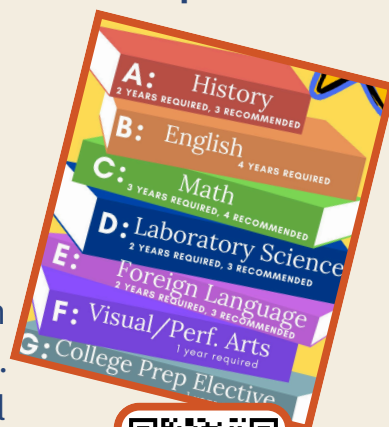 A: History
2 YEARS REQUIRED, 3 RECOMMENDED
B: English
4 YEARS REQUIRED
C: Math
3 YEARS REQUIRED, 4 RECOMMENDED
D: Laboratory Science
2 YEARS REQUIRED, 3 RECOMMENDED
E: Foreign Language
2 YEARS REQUIRED, 3 RECOMMENDED
F: Visual/Perf. Arts
1 year required
G: College Prep Elective